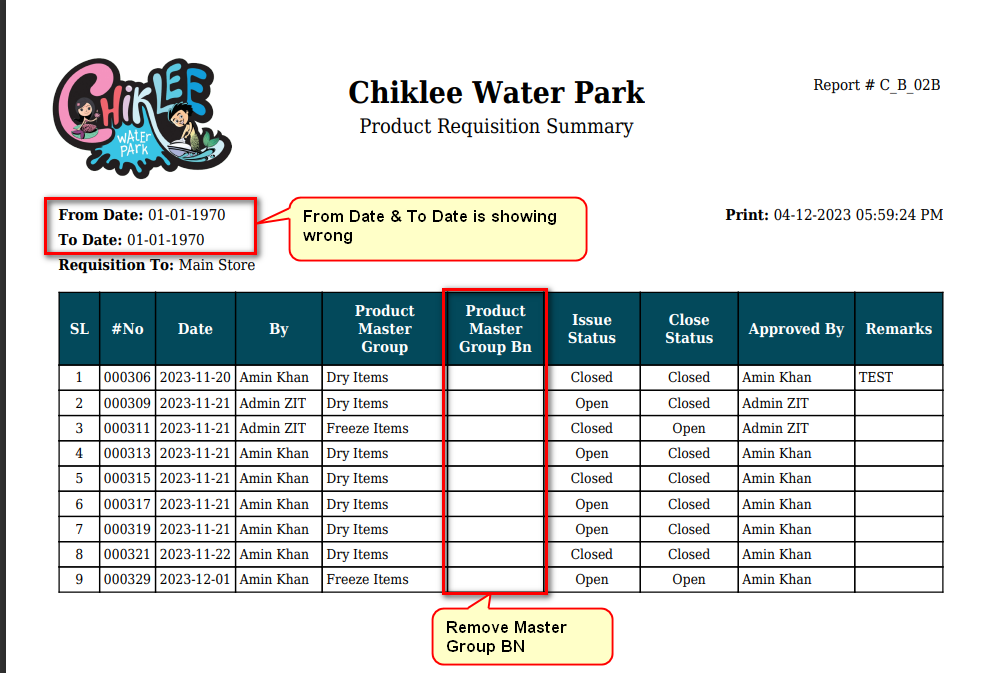 CHIKLEE
WATER
PARK
Chiklee Water Park
Product Requisition Summary
Report # C_B_02B
From Date: 01-01-1970
To Date: 01-01-1970
Requisition To: Main Store
From Date & To Date is showing
wrong
Print: 04-12-2023 05:59:24 PM
SL #No Date By Product Master Group Product Master Group Bn Issue Status Close Status Approved By Remarks
1 000306 2023-11-20 Amin Khan Dry Items Closed Closed Amin Khan TEST
2 000309 2023-11-21 Admin ZIT Dry Items Open Closed Admin ZIT
3 000311 2023-11-21 Admin ZIT Freeze Items Closed Open Admin ZIT
4 000313 2023-11-21 Amin Khan Dry Items Open Closed Amin Khan
5 000315 2023-11-21 Amin Khan Dry Items Closed Closed Amin Khan
6 000317 2023-11-21 Amin Khan Dry Items Open Closed Amin Khan
7 000319 2023-11-21 Amin Khan Dry Items Open Closed Amin Khan
8 000321 2023-11-22 Amin Khan Dry Items Closed Closed Amin Khan
9 000329 2023-12-01 Amin Khan Freeze Items Open Open Amin Khan
Remove Master
Group BN